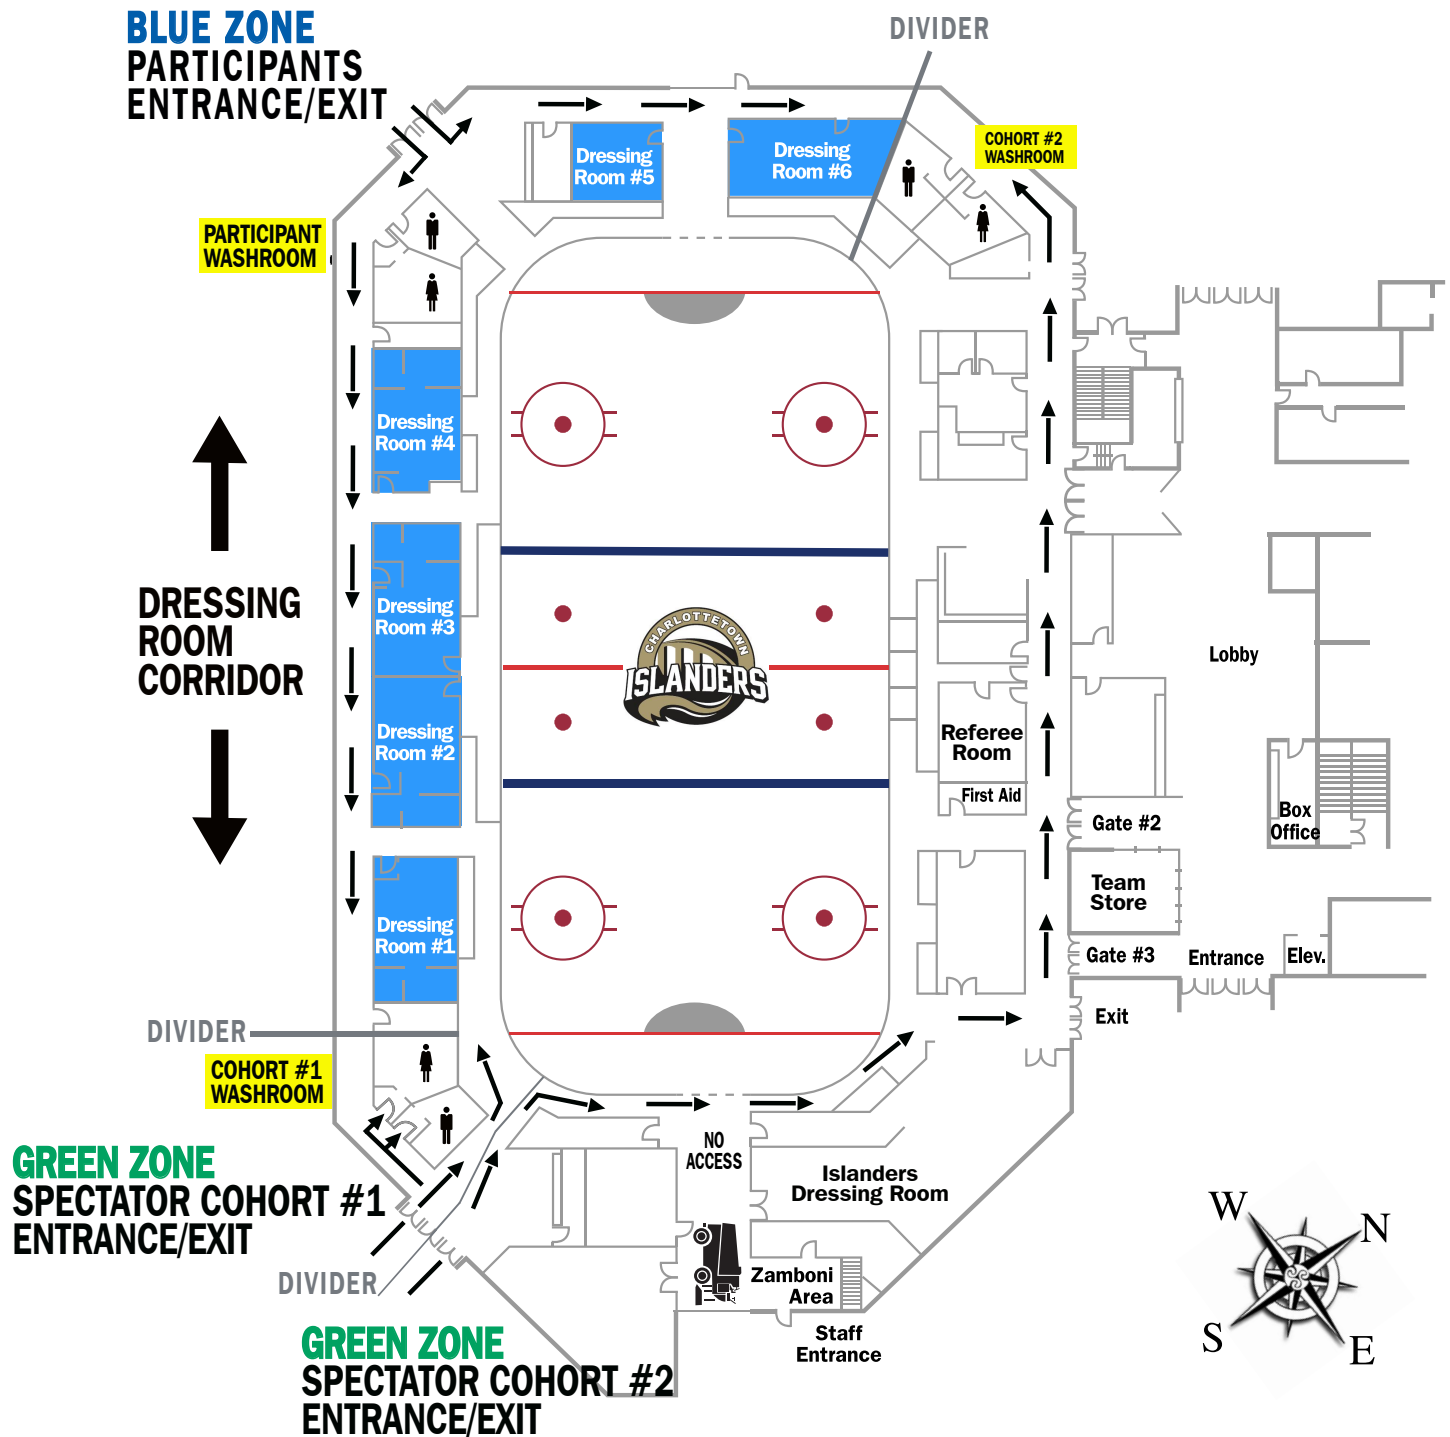 BLUE ZONE
PARTICIPANTS
ENTRANCE/EXIT
DIVIDER
COHORT #2
WASHROOM
Dressing
Room #5
Dressing
Room #6
PARTICIPANT
WASHROOM
Dressing
Room #4
DRESSING
ROOM
CORRIDOR
Dressing
Room #3
Dressing
Room #2
CHARLOTTETOWN
ISLANDERS
Lobby
Referee
Room
First Aid
Gate #2
Box
Office
Team
Store
Dressing
Room #1
Gate #3
Entrance
Elev.
Exit
DIVIDER
COHORT #1
WASHROOM
NO
ACCESS
GREEN ZONE
SPECTATOR COHORT #1
ENTRANCE/EXIT
Islanders
Dressing Room
DIVIDER
Zamboni
Area
Staff
Entrance
GREEN ZONE
SPECTATOR COHORT #2
ENTRANCE/EXIT
W
N
S
E